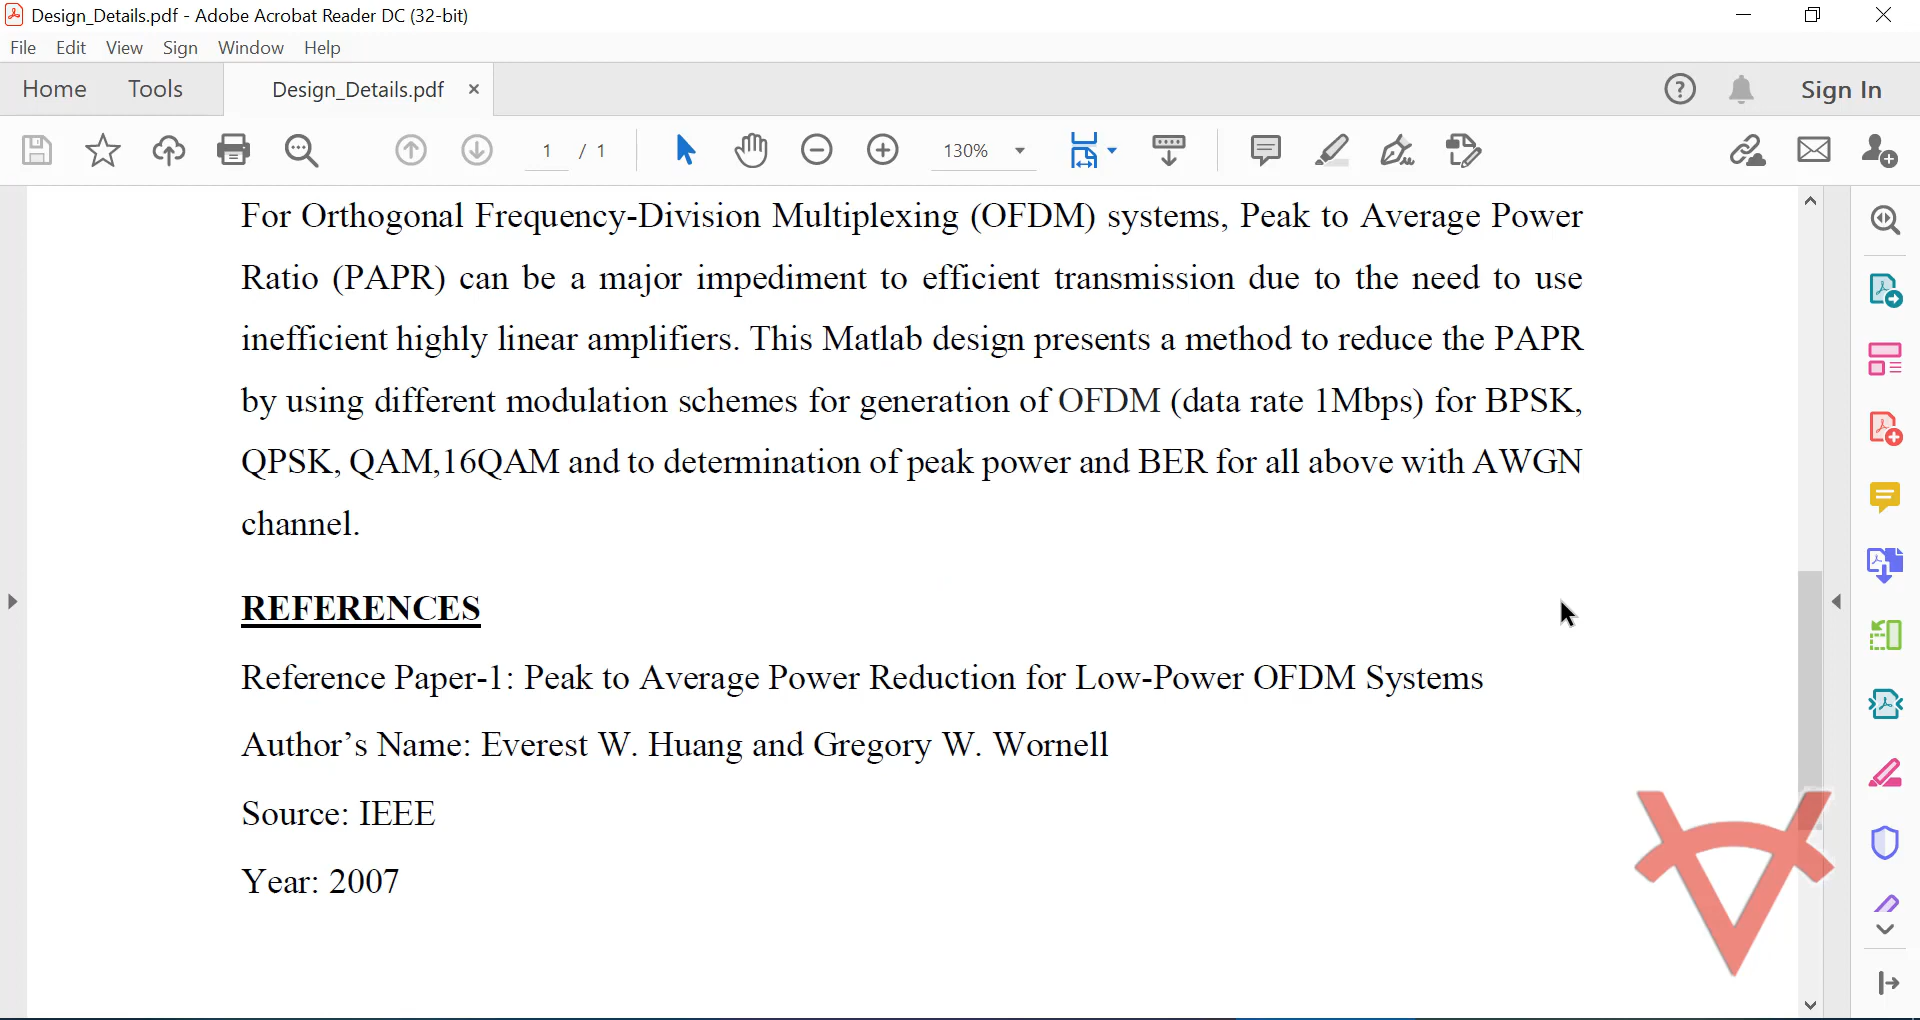 Design_Details.pdf - Adobe Acrobat Reader DC (32-bit)
File Edit View Sign Window Help
Home Tools Design_Details.pdf × Sign In
1 / 1 130%
For Orthogonal Frequency-Division Multiplexing (OFDM) systems, Peak to Average Power
Ratio (PAPR) can be a major impediment to efficient transmission due to the need to use
inefficient highly linear amplifiers. This Matlab design presents a method to reduce the PAPR
by using different modulation schemes for generation of OFDM (data rate 1Mbps) for BPSK,
QPSK, QAM,16QAM and to determination of peak power and BER for all above with AWGN
channel.
REFERENCES
Reference Paper-1: Peak to Average Power Reduction for Low-Power OFDM Systems
Author’s Name: Everest W. Huang and Gregory W. Wornell
Source: IEEE
Year: 2007